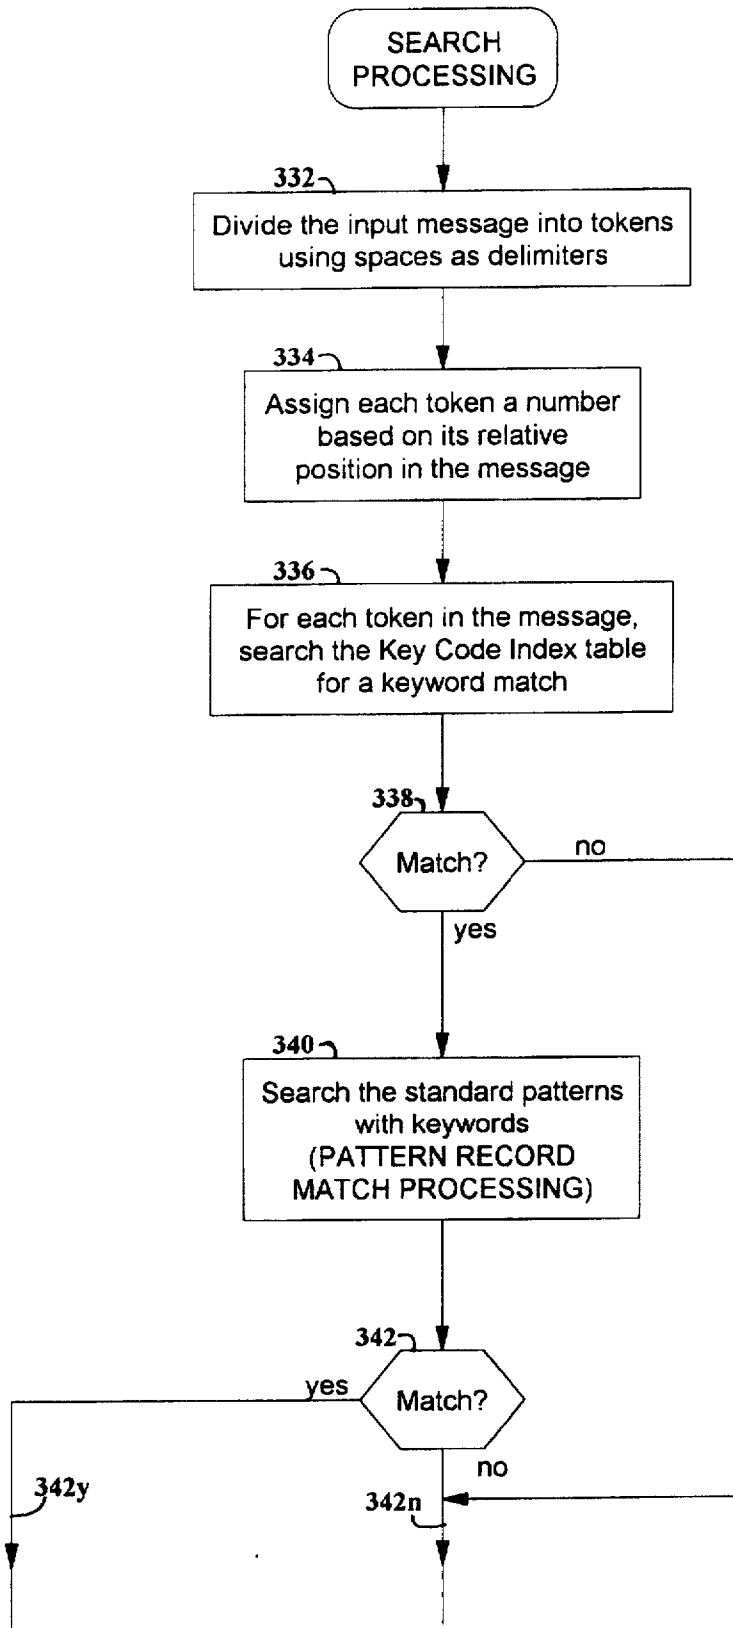 SEARCH
PROCESSING
332
Divide the input message into tokens
using spaces as delimiters
334
Assign each token a number
based on its relative
position in the message
336
For each token in the message,
search the Key Code Index table
for a keyword match
338
Match?
no
yes
340
Search the standard patterns
with keywords
(PATTERN RECORD
MATCH PROCESSING)
342
yes
Match?
no
342y
342n